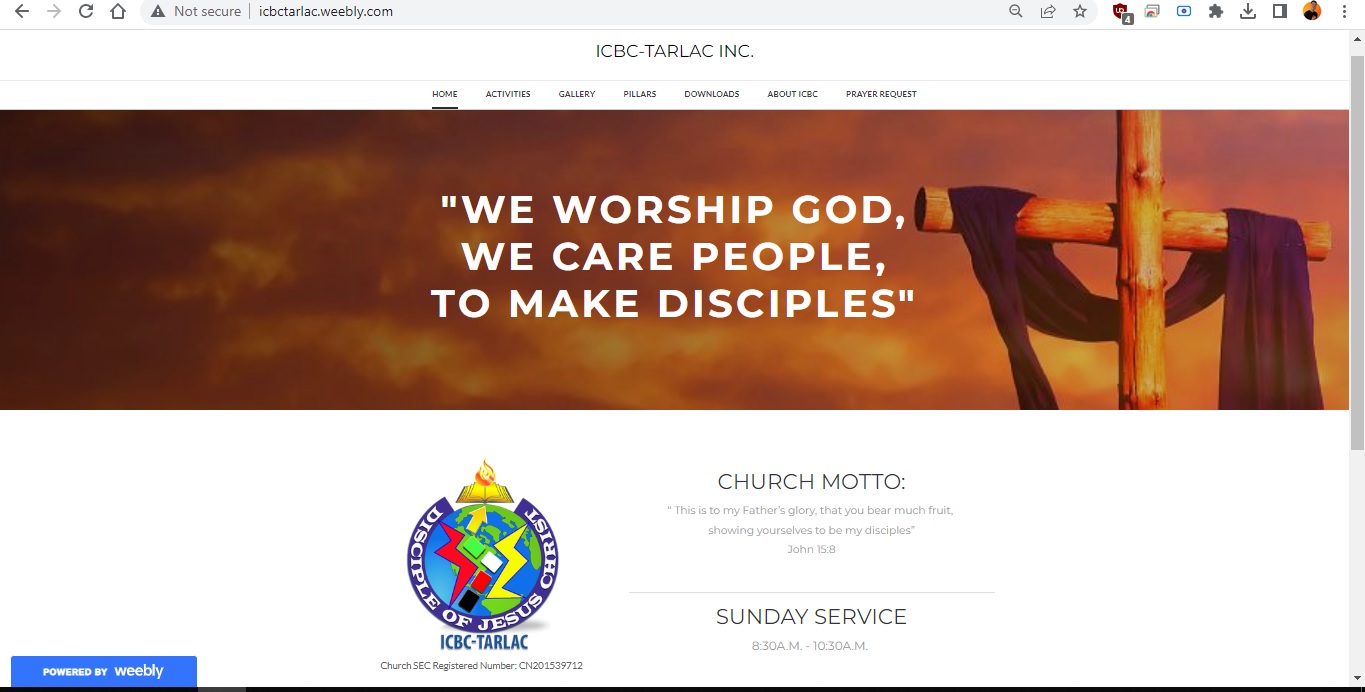 Not secure | icbctarlac.weebly.com
4
ICBC-TARLAC INC.
HOME ACTIVITIES GALLERY PILLARS DOWNLOADS ABOUT ICBC PRAYER REQUEST
"WE WORSHIP GOD,
WE CARE PEOPLE,
TO MAKE DISCIPLES"
DISCIPLE OF JESUS CHRIST
ICBC-TARLAC
Church SEC Registered Number: CN201539712
CHURCH MOTTO:
“ This is to my Father’s glory, that you bear much fruit,
showing yourselves to be my disciples”
John 15:8
SUNDAY SERVICE
8:30A.M. - 10:30A.M.
POWERED BY weebly